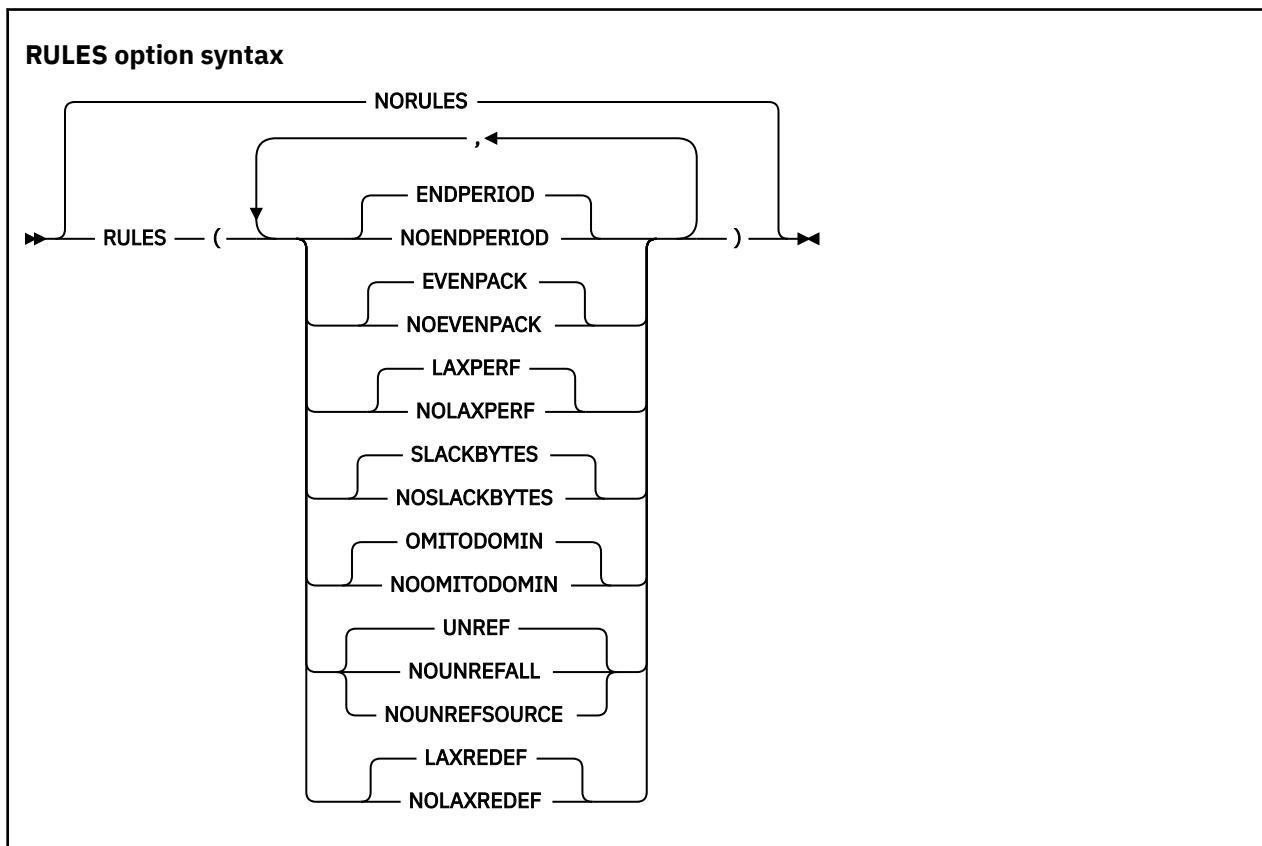 RULES option syntax
NORULES
,
ENDPERIOD
RULES ( NOENDPERIOD )
EVENPACK
NOEVENPACK
LAXPERF
NOLAXPERF
SLACKBYTES
NOSLACKBYTES
OMITODOMIN
NOOMITODOMIN
UNREF
NOUNREFALL
NOUNREFSOURCE
LAXREDEF
NOLAXREDEF